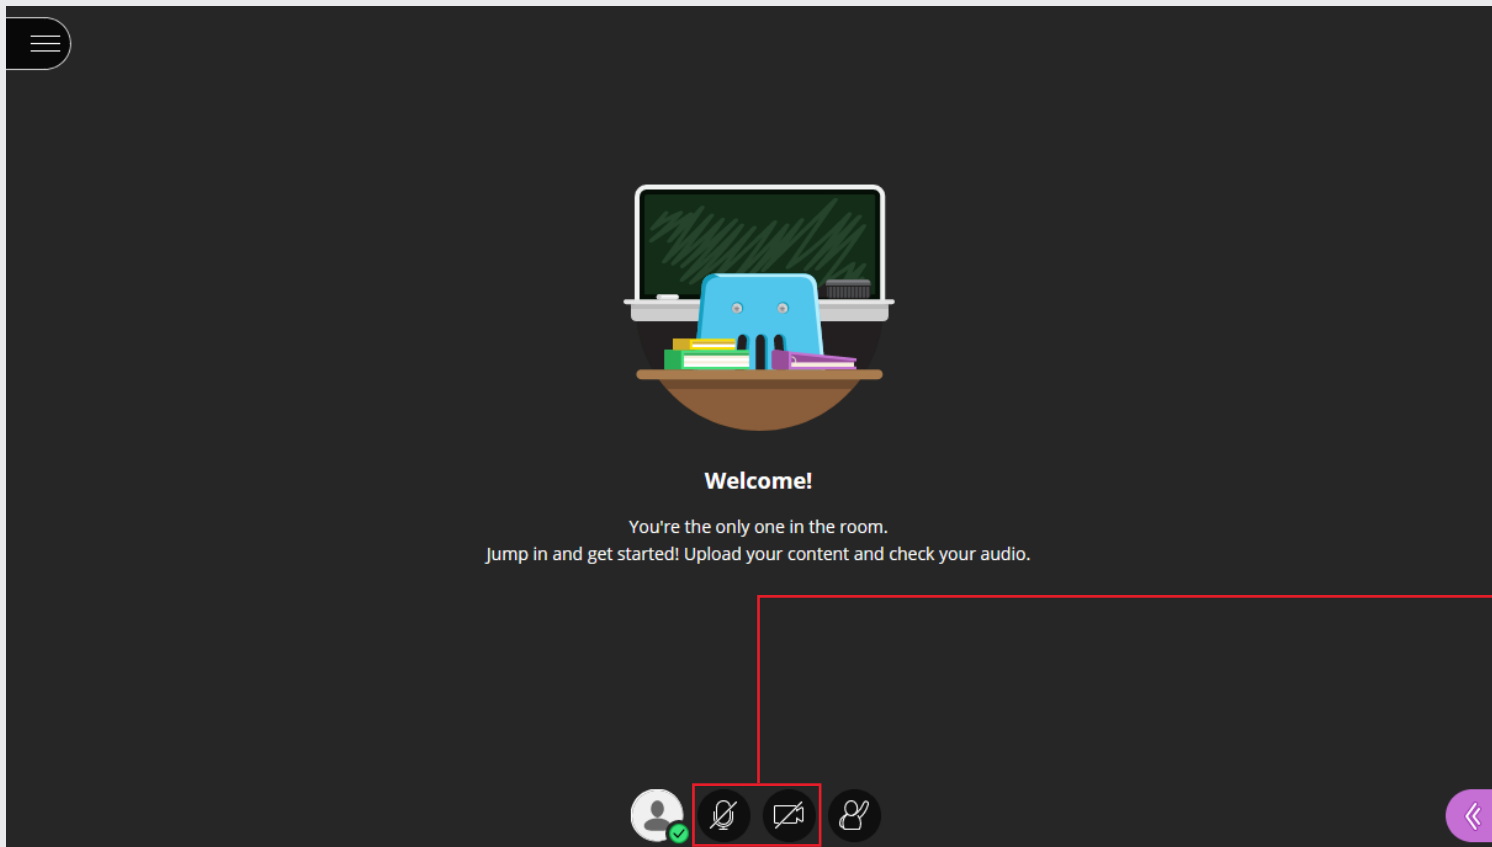 Welcome!
You're the only one in the room.
Jump in and get started! Upload your content and check your audio.